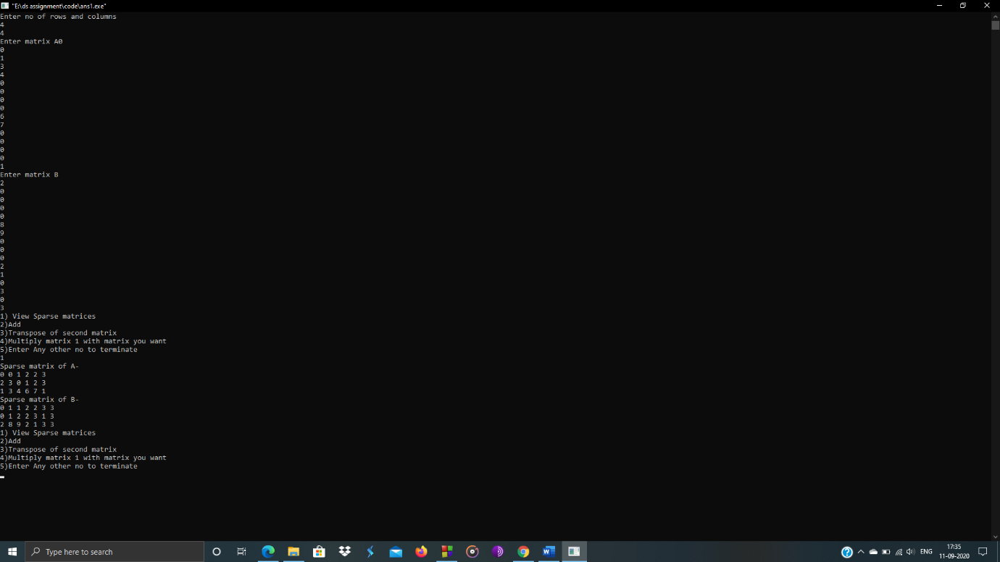 "E:\ds assignment\code\ans1.exe"
Enter no of rows and columns
4
4
Enter matrix A0
0
1
3
4
0
0
0
0
6
7
0
0
0
0
1
Enter matrix B
2
0
0
0
0
8
9
0
0
0
2
1
0
3
0
3
1) View Sparse matrices
2)Add
3)Transpose of second matrix
4)Multiply matrix 1 with matrix you want
5)Enter Any other no to terminate
1
Sparse matrix of A-
0 0 1 2 2 3
2 3 0 1 2 3
1 3 4 6 7 1
Sparse matrix of B-
0 1 1 2 2 3 3
0 1 2 2 3 1 3
2 8 9 2 1 3 3
1) View Sparse matrices
2)Add
3)Transpose of second matrix
4)Multiply matrix 1 with matrix you want
5)Enter Any other no to terminate
Type here to search
ENG
17:35
11-09-2020